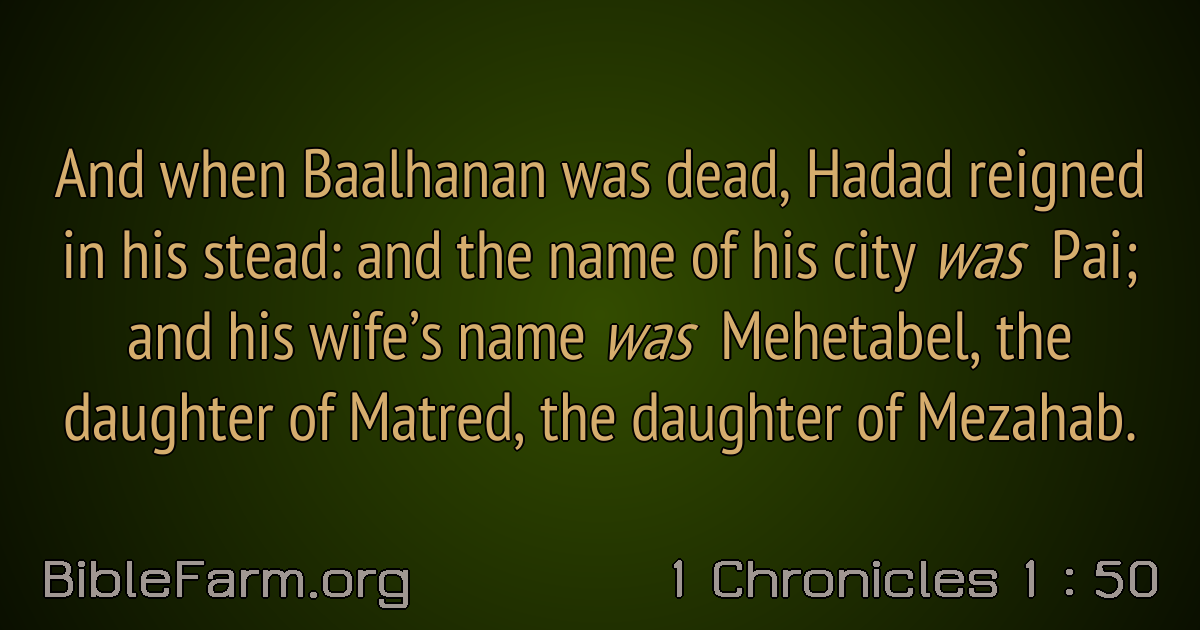 And when Baalhanan was dead, Hadad reigned
in his stead: and the name of his city was Pai;
and his wife’s name was Mehetabel, the
daughter of Matred, the daughter of Mezahab.
BibleFarm.org
1 Chronicles 1 : 50